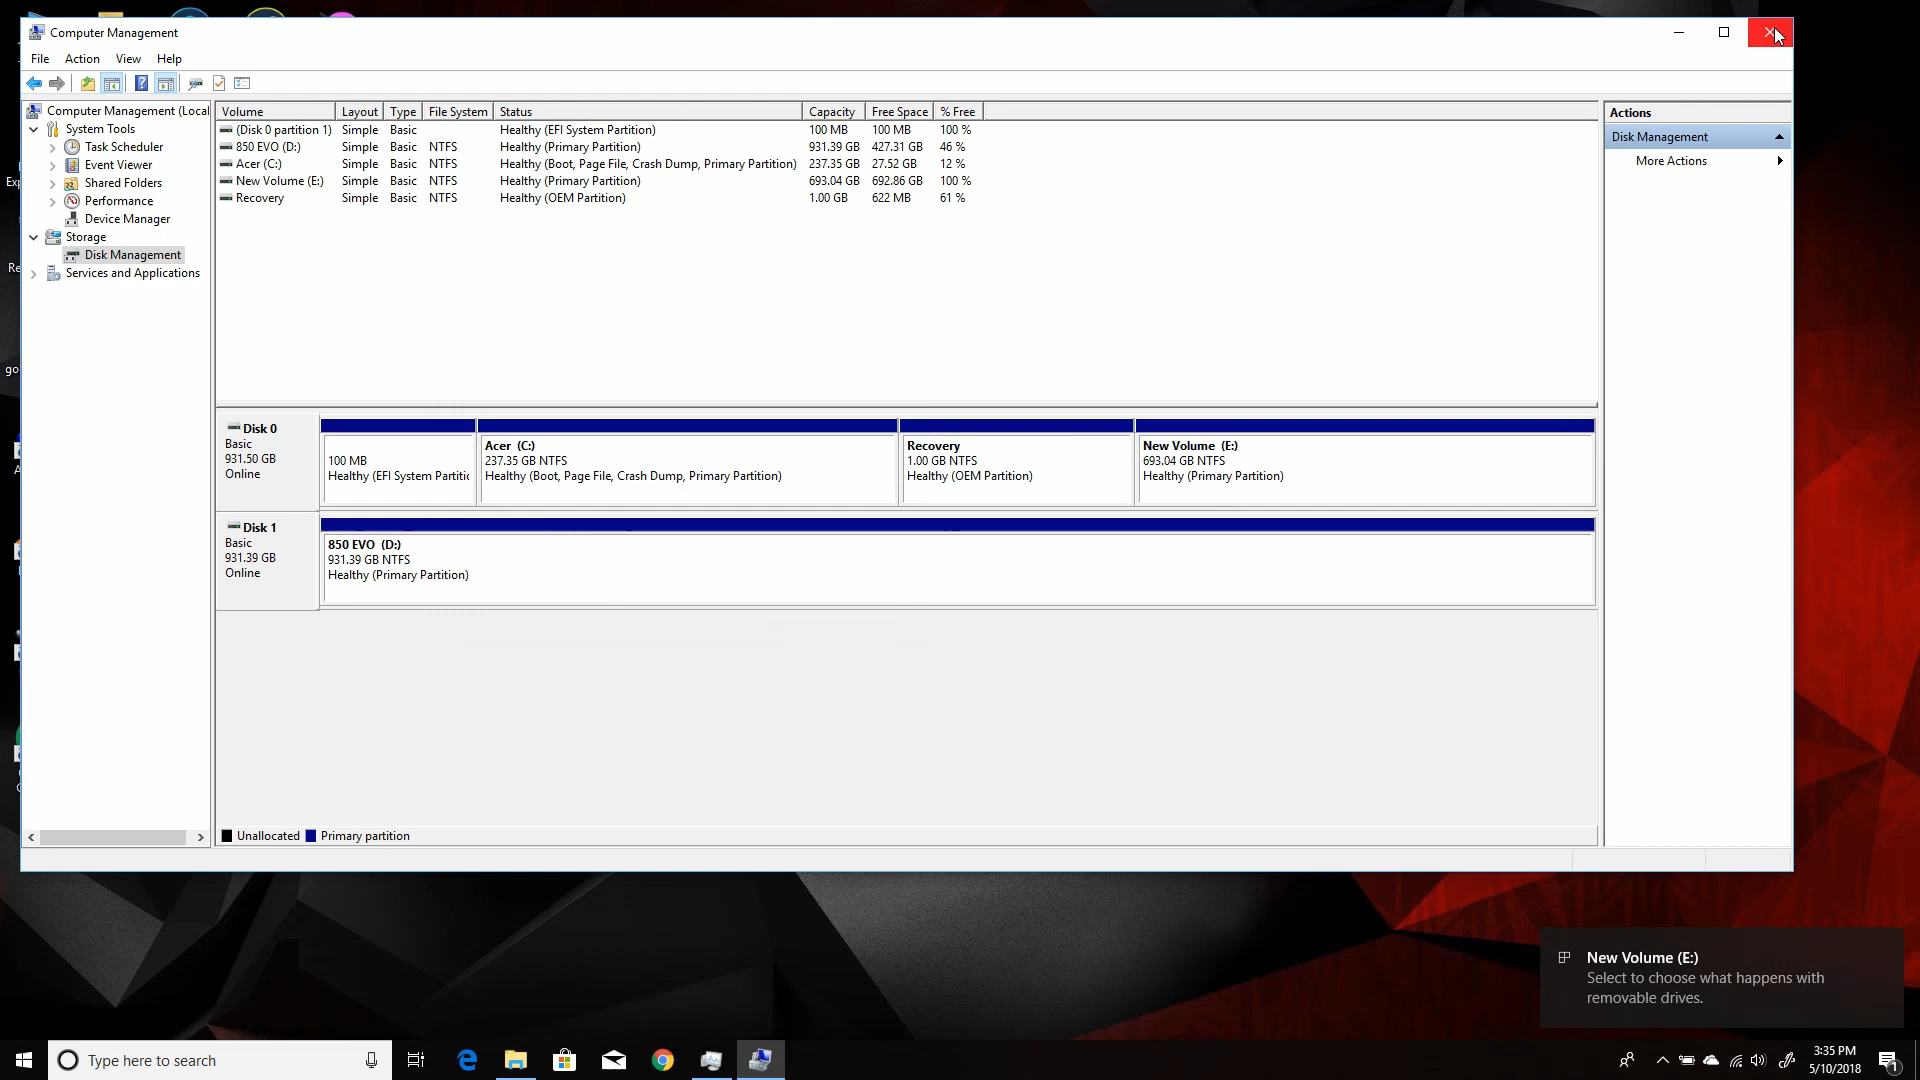 Computer Management
File Action View Help
Computer Management (Local
System Tools
Task Scheduler
Event Viewer
Shared Folders
Performance
Device Manager
Storage
Disk Management
Services and Applications
Volume Layout Type File System Status Capacity Free Space % Free
(Disk 0 partition 1) Simple Basic Healthy (EFI System Partition) 100 MB 100 MB 100 %
850 EVO (D:) Simple Basic NTFS Healthy (Primary Partition) 931.39 GB 427.31 GB 46 %
Acer (C:) Simple Basic NTFS Healthy (Boot, Page File, Crash Dump, Primary Partition) 237.35 GB 27.52 GB 12 %
New Volume (E:) Simple Basic NTFS Healthy (Primary Partition) 693.04 GB 692.86 GB 100 %
Recovery Simple Basic NTFS Healthy (OEM Partition) 1.00 GB 622 MB 61 %
Disk 0
Basic
931.50 GB
Online
100 MB
Healthy (EFI System Partitic
Acer (C:)
237.35 GB NTFS
Healthy (Boot, Page File, Crash Dump, Primary Partition)
Recovery
1.00 GB NTFS
Healthy (OEM Partition)
New Volume (E:)
693.04 GB NTFS
Healthy (Primary Partition)
Disk 1
Basic
931.39 GB
Online
850 EVO (D:)
931.39 GB NTFS
Healthy (Primary Partition)
Unallocated Primary partition
Actions
Disk Management
More Actions
Exp
Re
go
New Volume (E:)
Select to choose what happens with
removable drives.
Type here to search
3:35 PM
5/10/2018
1